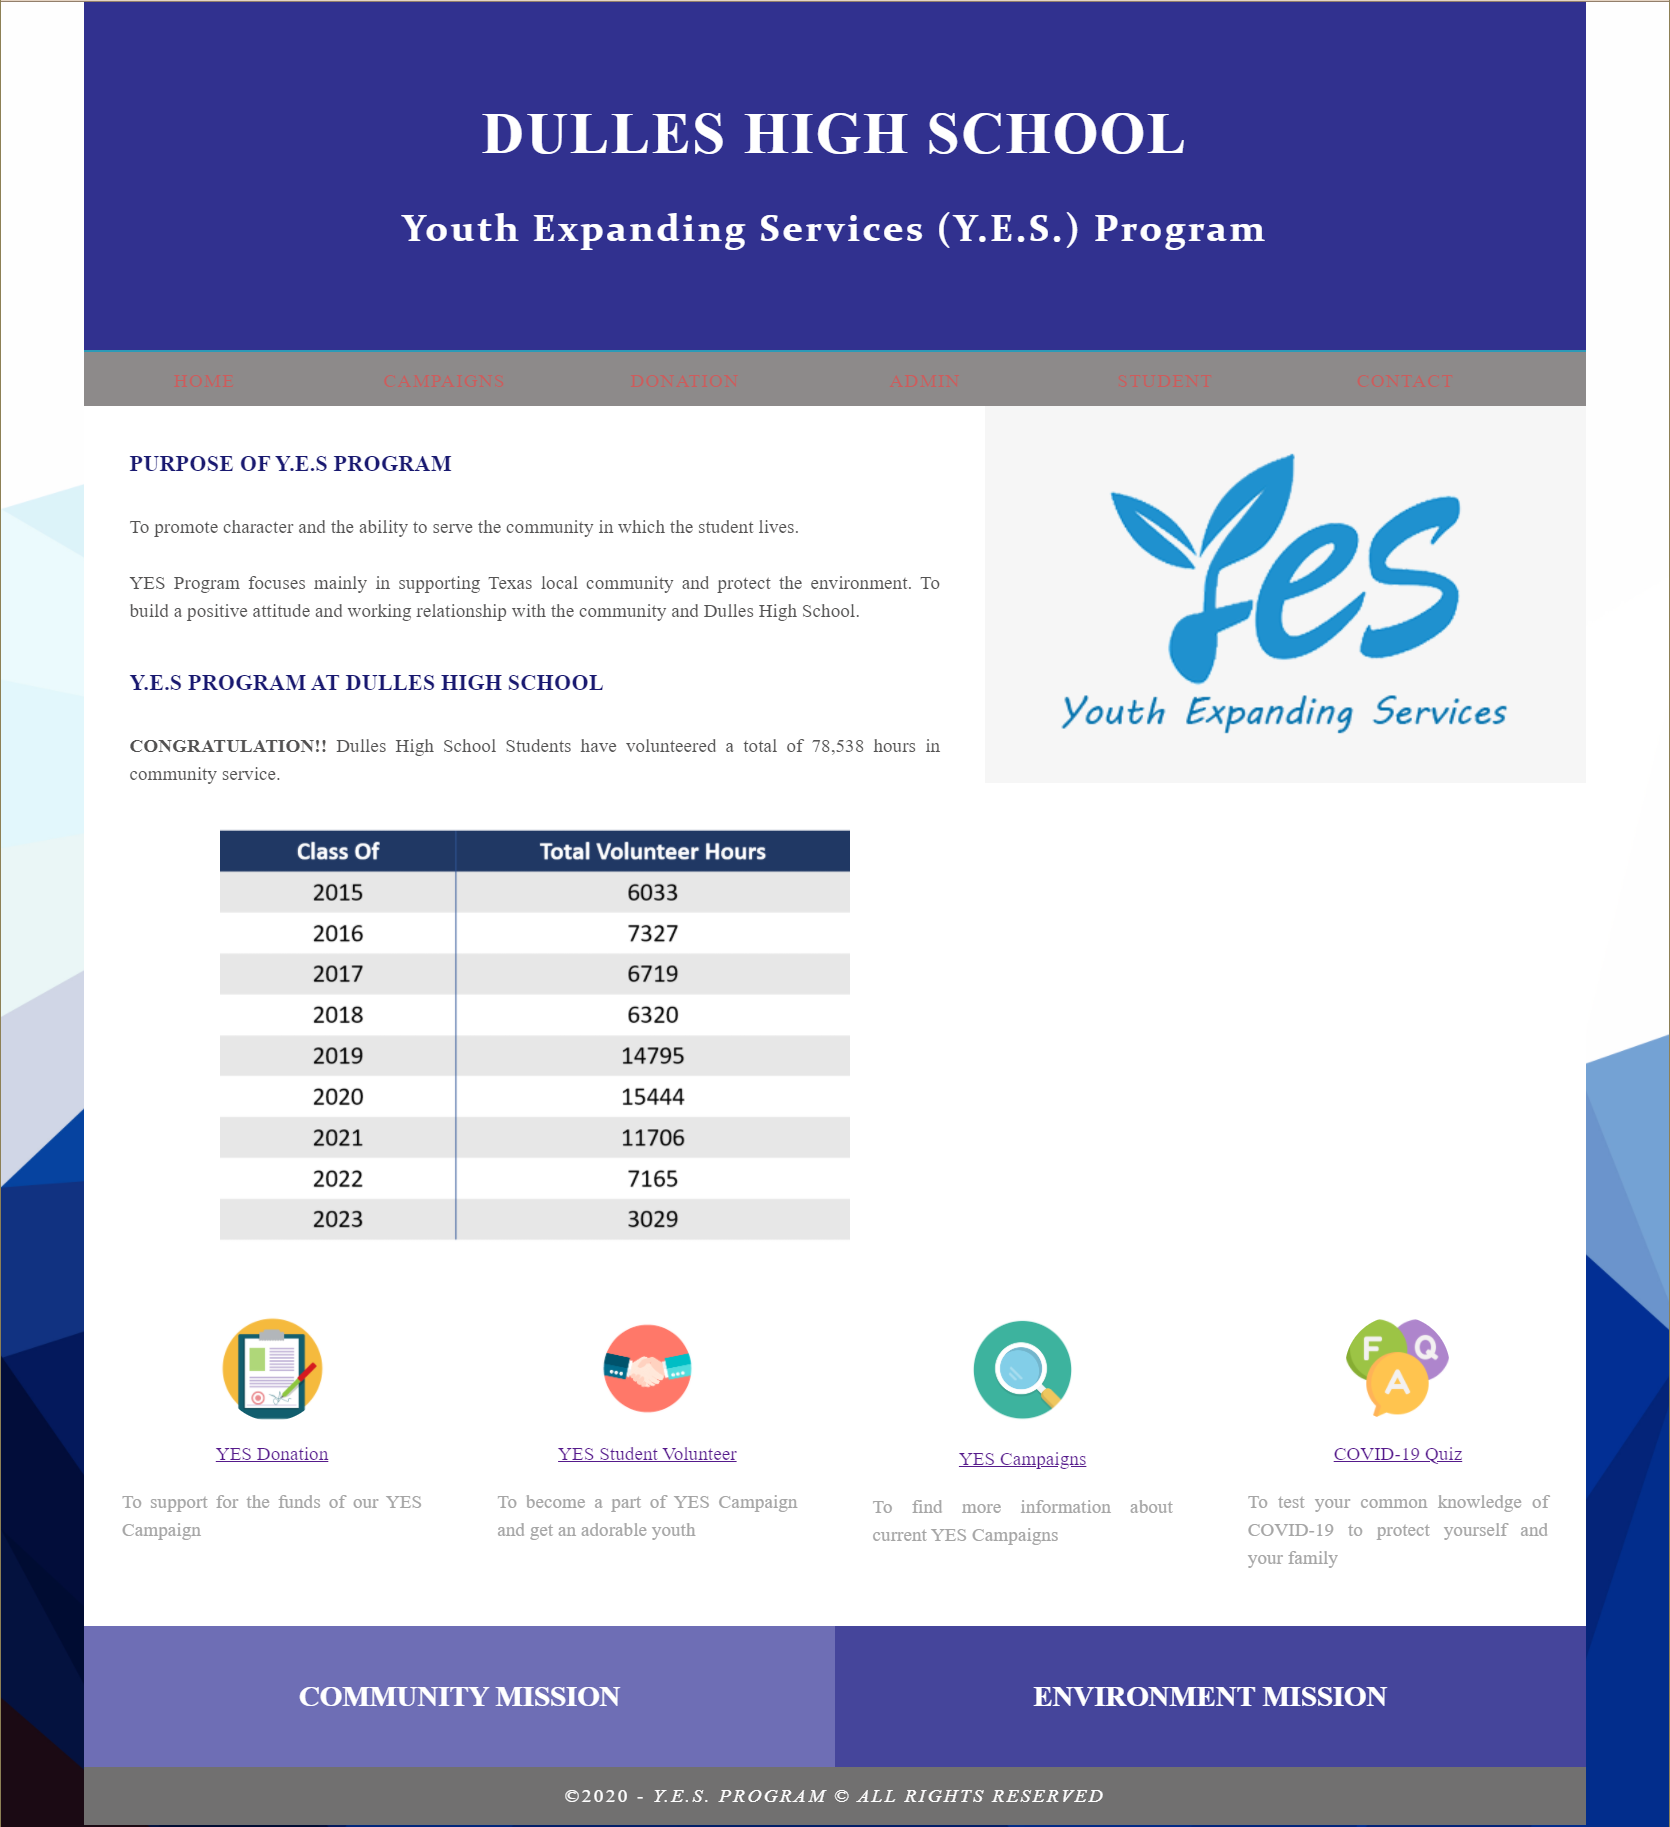 DULLES HIGH SCHOOL
Youth Expanding Services (Y.E.S.) Program
HOME CAMPAIGNS DONATION ADMIN STUDENT CONTACT
PURPOSE OF Y.E.S PROGRAM
To promote character and the ability to serve the community in which the student lives.
YES Program focuses mainly in supporting Texas local community and protect the environment. To
build a positive attitude and working relationship with the community and Dulles High School.
Y.E.S PROGRAM AT DULLES HIGH SCHOOL
CONGRATULATION!! Dulles High School Students have volunteered a total of 78,538 hours in
community service.
Yes
Youth Expanding Services
Class Of Total Volunteer Hours
2015 6033
2016 7327
2017 6719
2018 6320
2019 14795
2020 15444
2021 11706
2022 7165
2023 3029
F Q
A
YES Donation
To support for the funds of our YES
Campaign
YES Student Volunteer
To become a part of YES Campaign
and get an adorable youth
YES Campaigns
To find more information about
current YES Campaigns
COVID-19 Quiz
To test your common knowledge of
COVID-19 to protect yourself and
your family
COMMUNITY MISSION
ENVIRONMENT MISSION
©2020 - Y.E.S. PROGRAM © ALL RIGHTS RESERVED